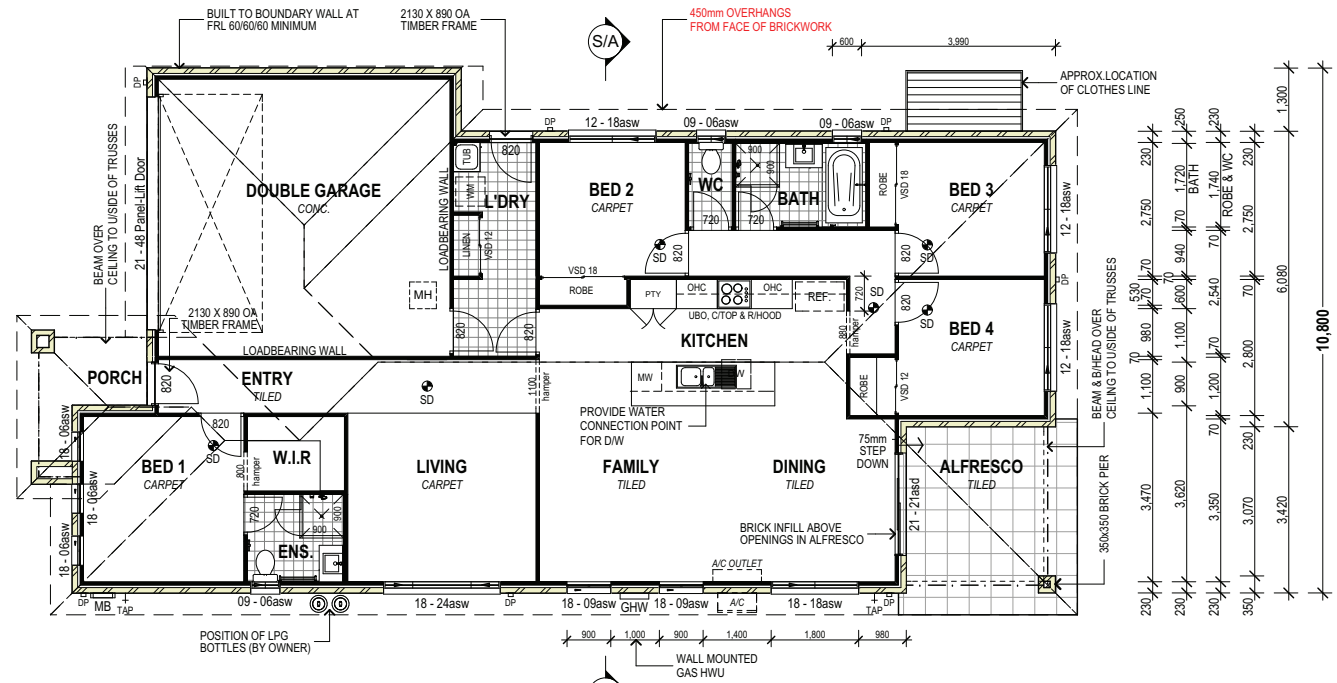 BUILT TO BOUNDARY WALL AT
FRL 60/60/60 MINIMUM
2130 X 890 OA
TIMBER FRAME
S/A
450mm OVERHANGS
FROM FACE OF BRICKWORK
600
3,990
APPROX.LOCATION
OF CLOTHES LINE
DP
DP
12 - 18asw
09 - 06asw
09 - 06asw
DP
BEAM OVER
CEILING TO U/SIDE OF TRUSSES
21 - 48 Panel-Lift Door
DOUBLE GARAGE
CONC.
LOADBEARING WALL
TUB
WM
820
L'DRY
LINEN
VSD 12
BED 2
CARPET
WC
720
900
900
BATH
720
ROBE
VSD 18
BED 3
CARPET
12 - 18asw
SD
820
820
SD
VSD 18
ROBE
MH
820
820
PTY
OHC
OHC
REF.
UBO, C/TOP & R/HOOD
720
SD
880
hamper
820
SD
BED 4
CARPET
DP
12 - 18asw
KITCHEN
2130 X 890 OA
TIMBER FRAME
LOADBEARING WALL
PORCH
820
ENTRY
TILED
SD
1100
hamper
MW
DW
ROBE
VSD 12
PROVIDE WATER
CONNECTION POINT
FOR D/W
75mm
STEP
DOWN
BEAM & B/HEAD OVER
CEILING TO U/SIDE OF TRUSSES
18 - 06asw
18 - 06asw
18 - 06asw
820
SD
BED 1
CARPET
800
hamper
W.I.R
LIVING
CARPET
FAMILY
TILED
DINING
TILED
ALFRESCO
TILED
21 - 21asd
350x350 BRICK PIER
720
900
900
ENS.
BRICK INFILL ABOVE
OPENINGS IN ALFRESCO
A/C OUTLET
DP
MB
TAP
09 - 06asw
18 - 24asw
DP
18 - 09asw
GHW
18 - 09asw
A/C
18 - 18asw
TAP
DP
POSITION OF LPG
BOTTLES (BY OWNER)
900
1,000
900
1,400
1,800
980
WALL MOUNTED
GAS HWU
230
2,750
70
530
70
980
70
1,100
3,470
230
250
1,720
BATH
70
940
70
600
1,100
900
3,620
230
230
1,740
ROBE & WC
70
2,540
70
1,200
70
3,350
230
230
2,750
70
2,800
230
3,070
350
1,300
6,080
3,420
10,800